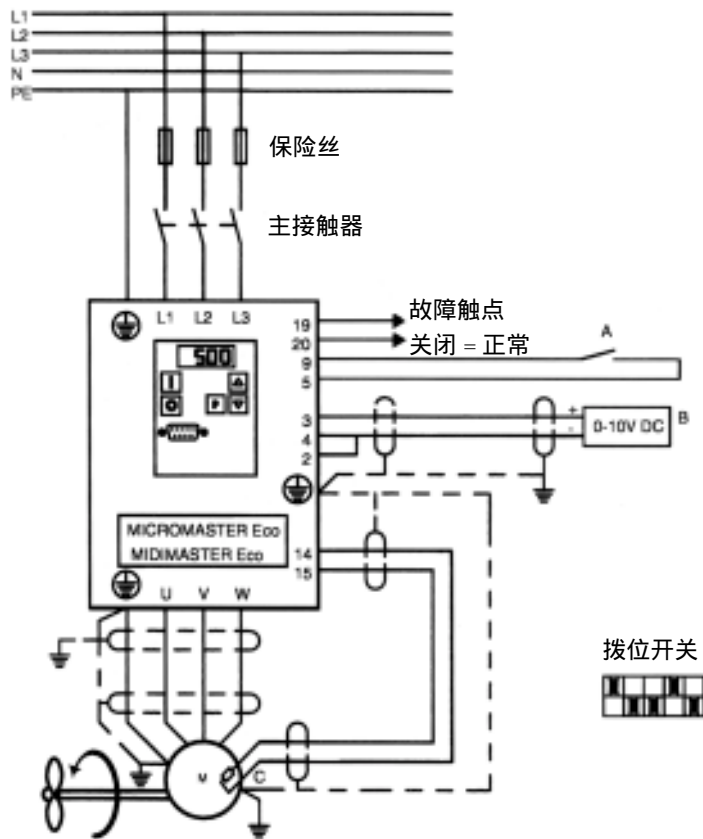 L1
L2
L3
N
PE
保险丝
主接触器
L1 L2 L3
19 故障触点
20 关闭 = 正常
A
9
5
500
P
3
4
2
+
-
0-10V DC
B
MICROMASTER Eco
MIDIMASTER Eco
14
15
U V W
拨位开关
M
C